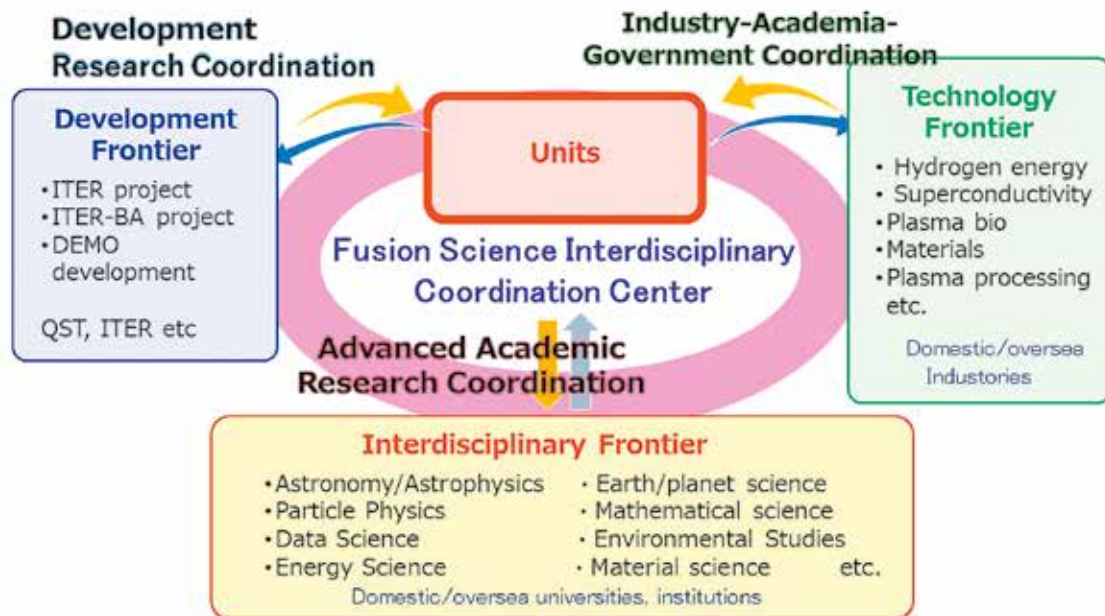 Development
Research Coordination
Industry-Academia-
Government Coordination
Development
Frontier
•ITER project
•ITER-BA project
•DEMO
development
QST, ITER etc
Units
Technology
Frontier
• Hydrogen energy
• Superconductivity
•Plasma bio
•Materials
•Plasma processing
etc.
Domestic/oversea
Industories
Fusion Science Interdisciplinary
Coordination Center
Advanced Academic
Research Coordination
Interdisciplinary Frontier
•Astronomy/Astrophysics
•Particle Physics
•Data Science
•Energy Science
· Earth/planet science
· Mathematical science
· Environmental Studies
· Material science etc.
Domestic/oversea universities, institutions